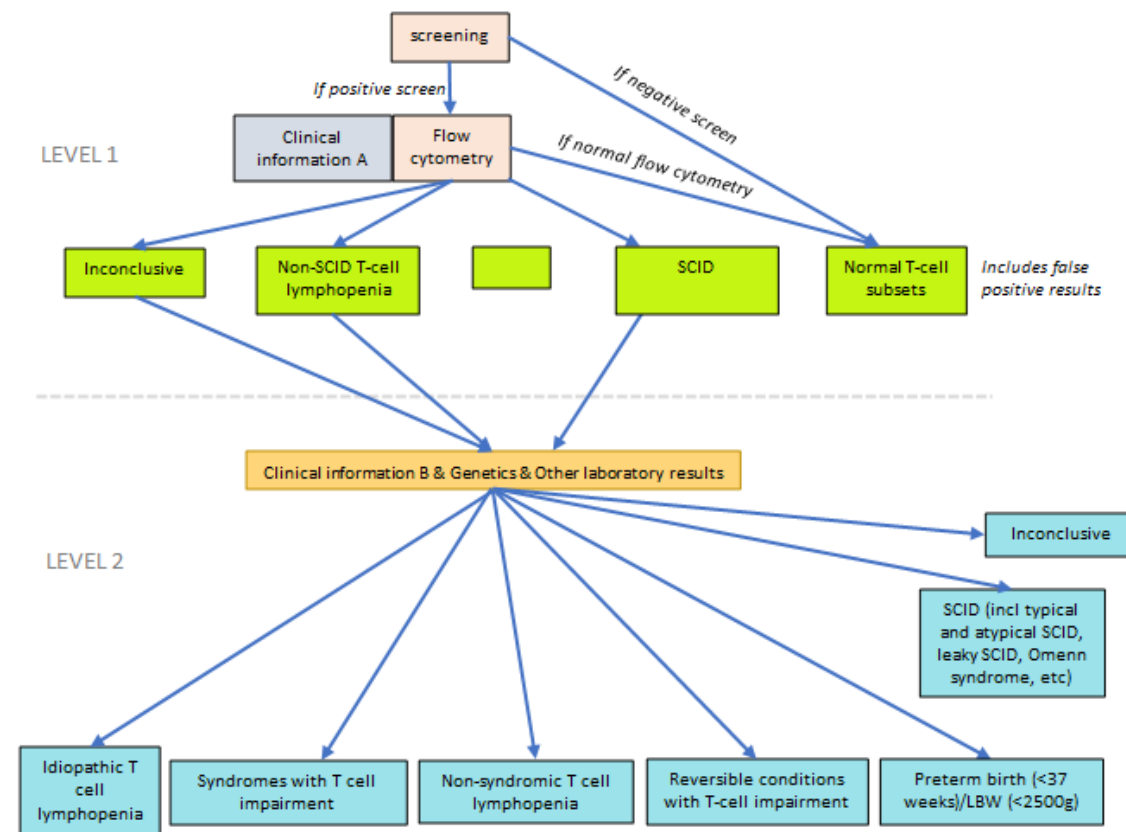 screening
If positive screen
If negative screen
LEVEL 1
Clinical
information A
Flow
cytometry
If normal flow cytometry
Inconclusive
Non-SCID T-cell
lymphopenia
SCID
Normal T-cell
subsets
Includes false
positive results
Clinical information B & Genetics & Other laboratory results
LEVEL 2
Inconclusive
SCID (incl typical
and atypical SCID,
leaky SCID, Omenn
syndrome, etc)
Idiopathic T
cell
lymphopenia
Syndromes with T cell
impairment
Non-syndromic T cell
lymphopenia
Reversible conditions
with T-cell impairment
Preterm birth (<37
weeks)/LBW (<2500g)